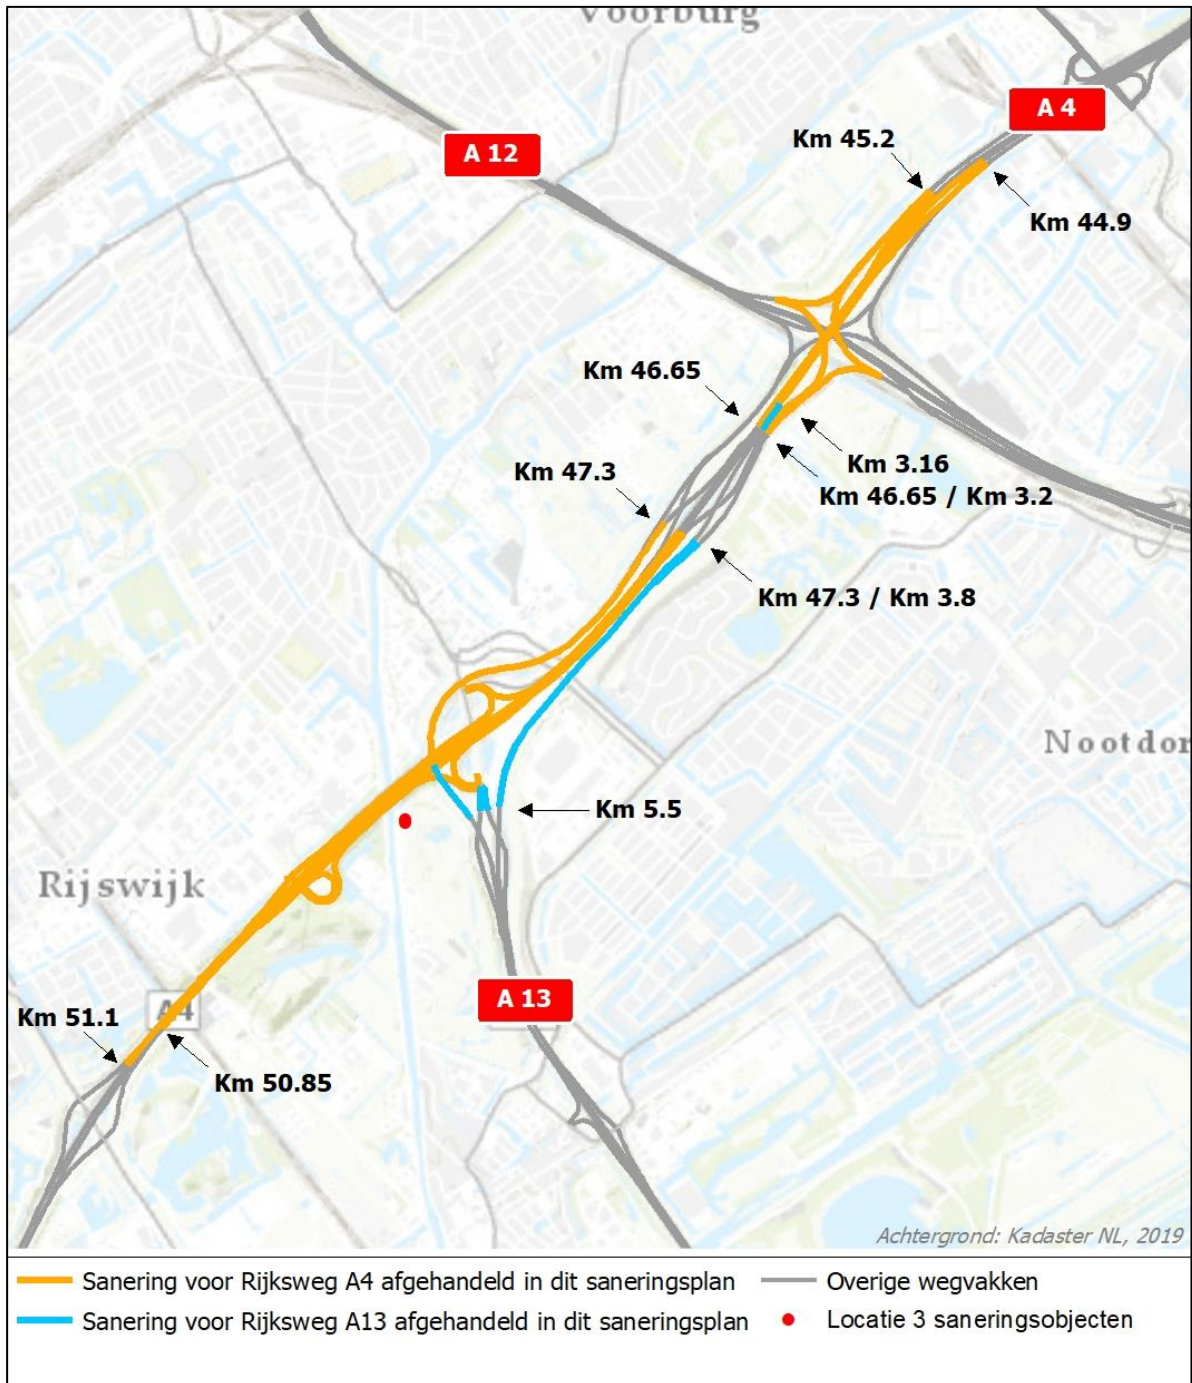 Voorburg
A 4
Km 45.2
A 12
Km 44.9
Km 46.65
Km 3.16
Km 47.3
Km 46.65 / Km 3.2
Km 47.3 / Km 3.8
Nootdor
Km 5.5
Rijswijk
A 13
A4
Km 51.1
Km 50.85
Achtergrond: Kadaster NL, 2019
Sanering voor Rijksweg A4 afgehandeld in dit saneringsplan
Overige wegvakken
Sanering voor Rijksweg A13 afgehandeld in dit saneringsplan
Locatie 3 saneringsobjecten